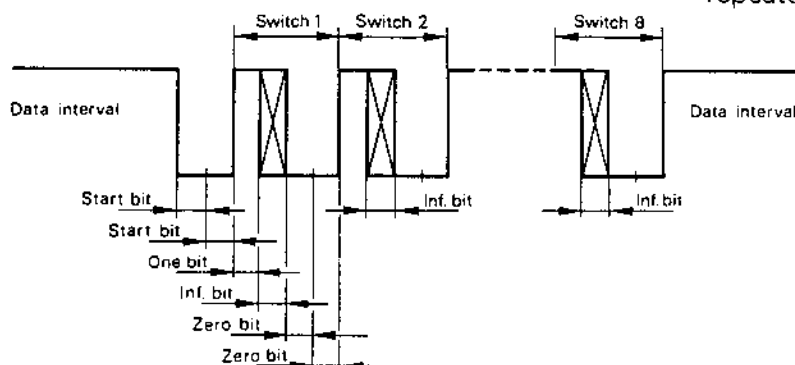 Switch 1
Switch 2
Switch 8
Data interval
Data interval
Start bit
Inf. bit
Inf. bit
Start bit
One bit
Inf. bit
Zero bit
Zero bit